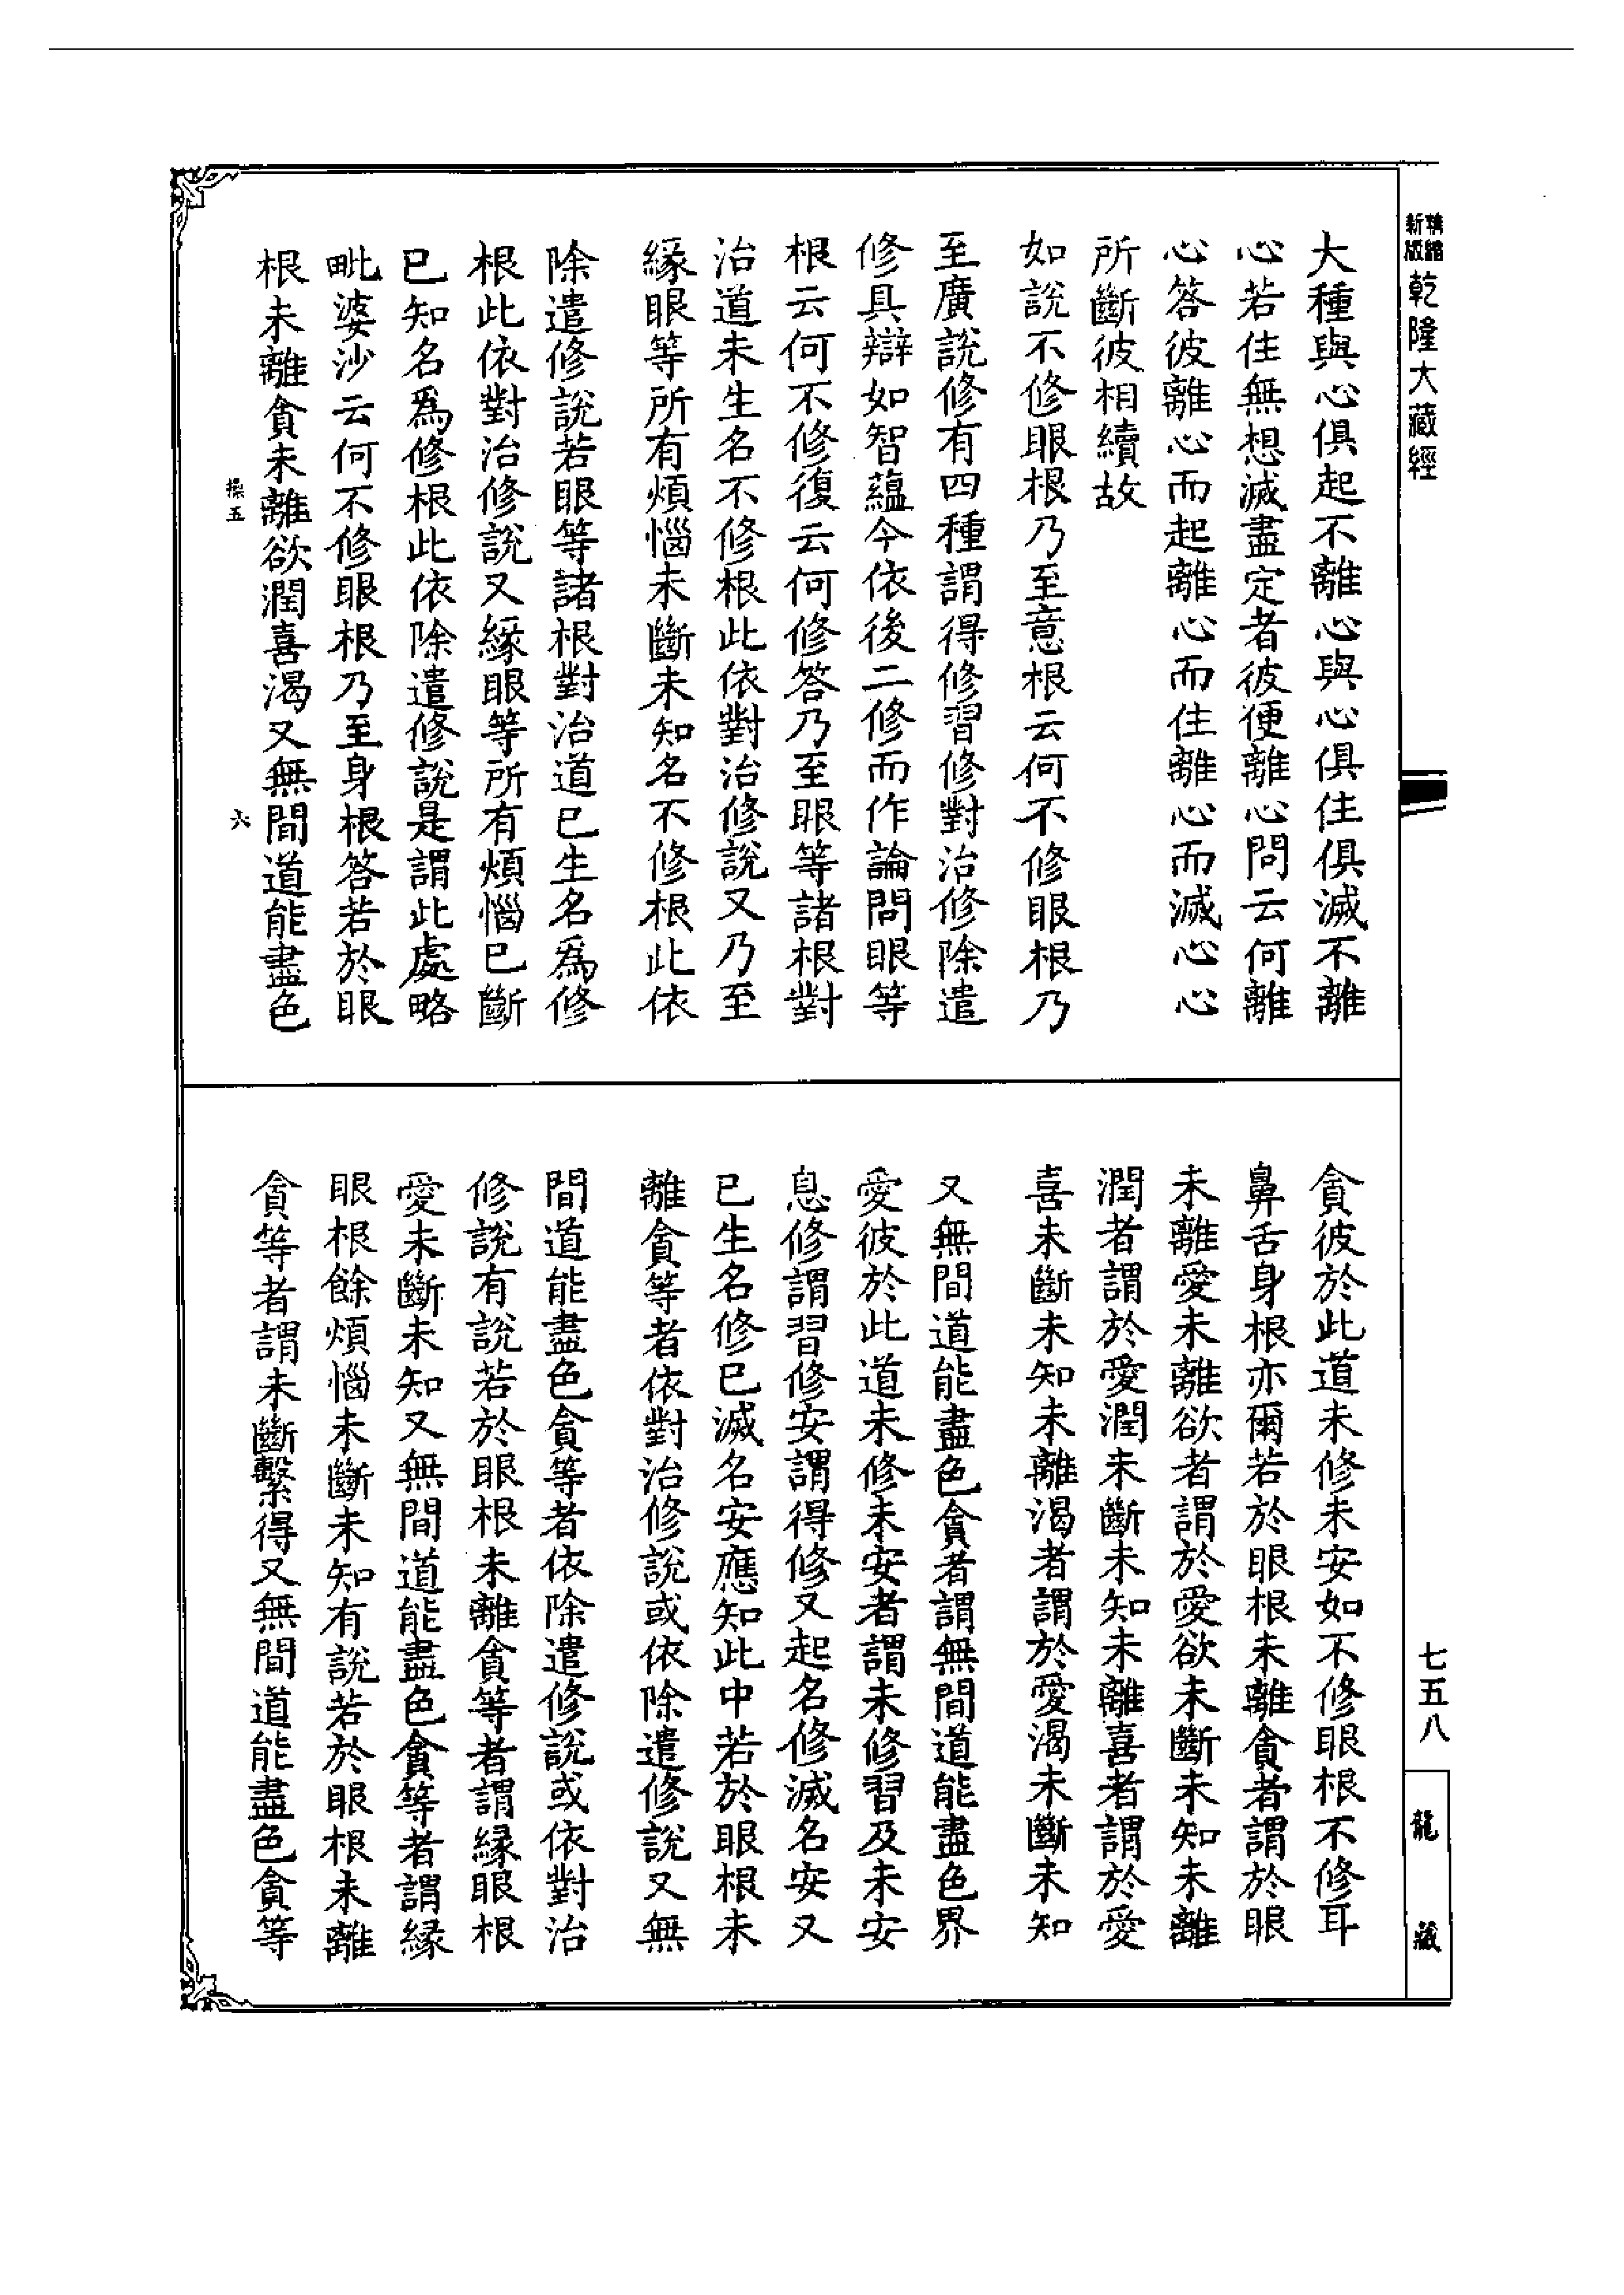 精縮新版 乾隆大藏經
大種與心俱起不離心與心俱住俱滅不離
心若住無想滅盡定者彼便離心問云何離
心答彼離心而起離心而住離心而滅心心
所斷彼相續故
如說不修眼根乃至意根云何不修眼根乃
至廣說修有四種謂得修習修對治修除遣
修具辯如智蘊今依後二修而作論問眼等
根云何不修復云何修答乃至眼等諸根對
治道未生名不修根此依對治修說又乃至
緣眼等所有煩惱未斷未知名不修根此依
除遣修說若眼等諸根對治道已生名爲修
根此依對治修說又緣眼等所有煩惱已斷
已知名爲修根此依除遣修說是謂此處略
毗婆沙云何不修眼根乃至身根答若於眼
根未離貪未離欲潤喜渴又無間道能盡色
操五 六
貪彼於此道未修未安如不修眼根不修耳
鼻舌身根亦爾若於眼根未離貪者謂於眼
未離愛未離欲者謂於愛欲未斷未知未離
潤者謂於愛潤未斷未知未離喜者謂於愛
喜未斷未知未離渴者謂於愛渴未斷未知
又無間道能盡色貪者謂無間道能盡色界
愛彼於此道未修未安者謂未修習及未安
息修謂習修安謂得修又起名修滅名安又
已生名修已滅名安應知此中若於眼根未
離貪等者依對治修說或依除遣修說又無
間道能盡色貪等者依除遣修說或依對治
修說有說若於眼根未離貪等者謂緣眼根
愛未斷未知又無間道能盡色貪等者謂緣
眼根餘煩惱未斷未知有說若於眼根未離
貪等者謂未斷繫得又無間道能盡色貪等
七五八
龍藏